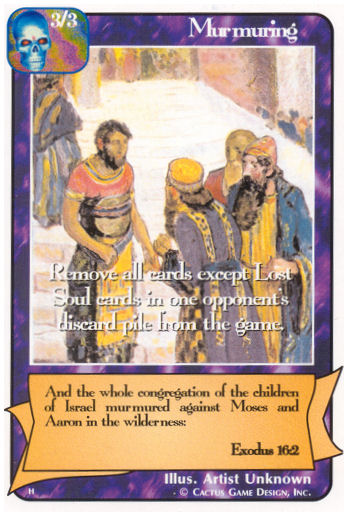 3/3
Murmuring
Remove all cards except Lost
Soul cards in one opponent's
discard pile from the game.
And the whole congregation of the children
of Israel murmured against Moses and
Aaron in the wilderness:
Exodus 16:2
Illus. Artist Unknown
H
· © Cactus Game Design, Inc.